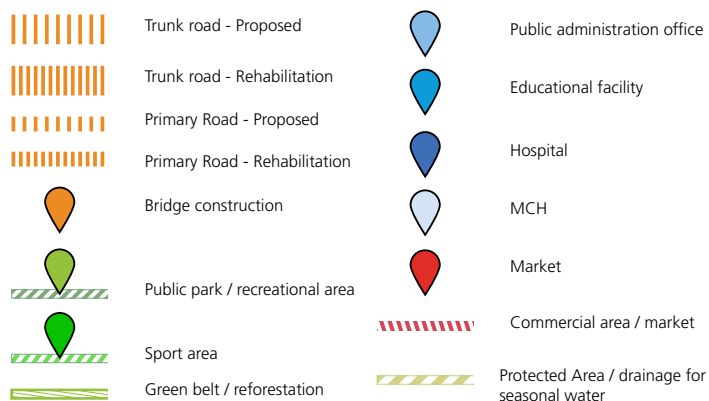 Trunk road - Proposed
Trunk road - Rehabilitation
Primary Road - Proposed
Primary Road - Rehabilitation
Bridge construction
Public park / recreational area
Sport area
Green belt / reforestation
Public administration office
Educational facility
Hospital
MCH
Market
Commercial area / market
Protected Area / drainage for
seasonal water